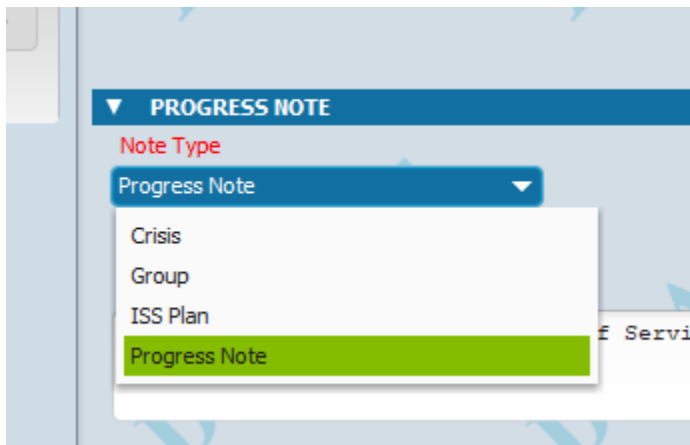 PROGRESS NOTE
Note Type
Progress Note
Crisis
Group
ISS Plan
Progress Note